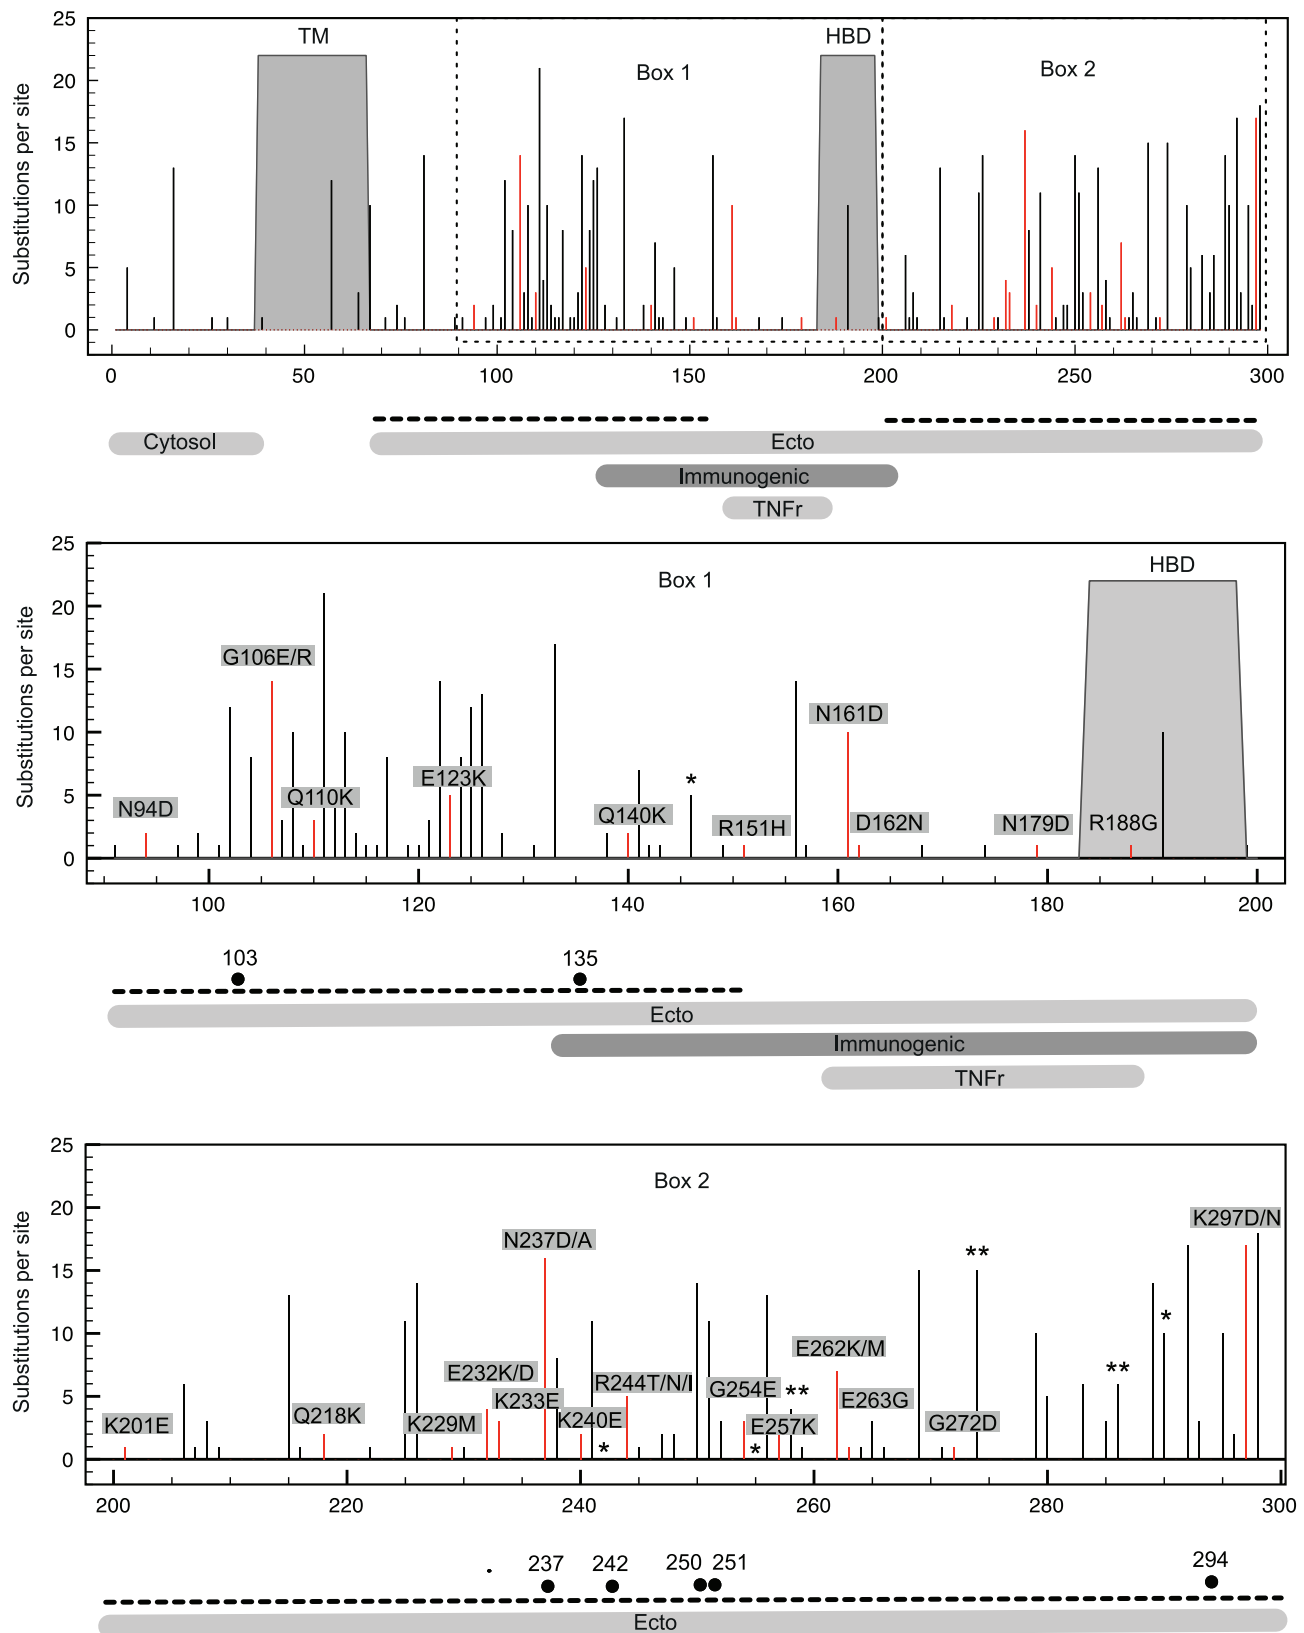 25
20
15
10
5
0
Substitutions per site
TM
HBD
Box 1
Box 2
0 50 100 150 200 250 300
Cytosol
Ecto
Immunogenic
TNFr
25
20
15
10
5
0
Substitutions per site
Box 1
HBD
G106E/R
N161D
E123K
Q110K
N94D
*
Q140K
R151H
D162N
N179D
R188G
100 120 140 160 180 200
103 135
Ecto
Immunogenic
TNFr
25
20
15
10
5
0
Substitutions per site
Box 2
K297D/N
N237D/A
**
*
E262K/M
E232K/D
R244T/N/I
G254E
**
**
K233E
E263G
K201E
Q218K
K229M
K240E
E257K
G272D
*
*
200 220 240 260 280 300
237 242 250 251 294
Ecto